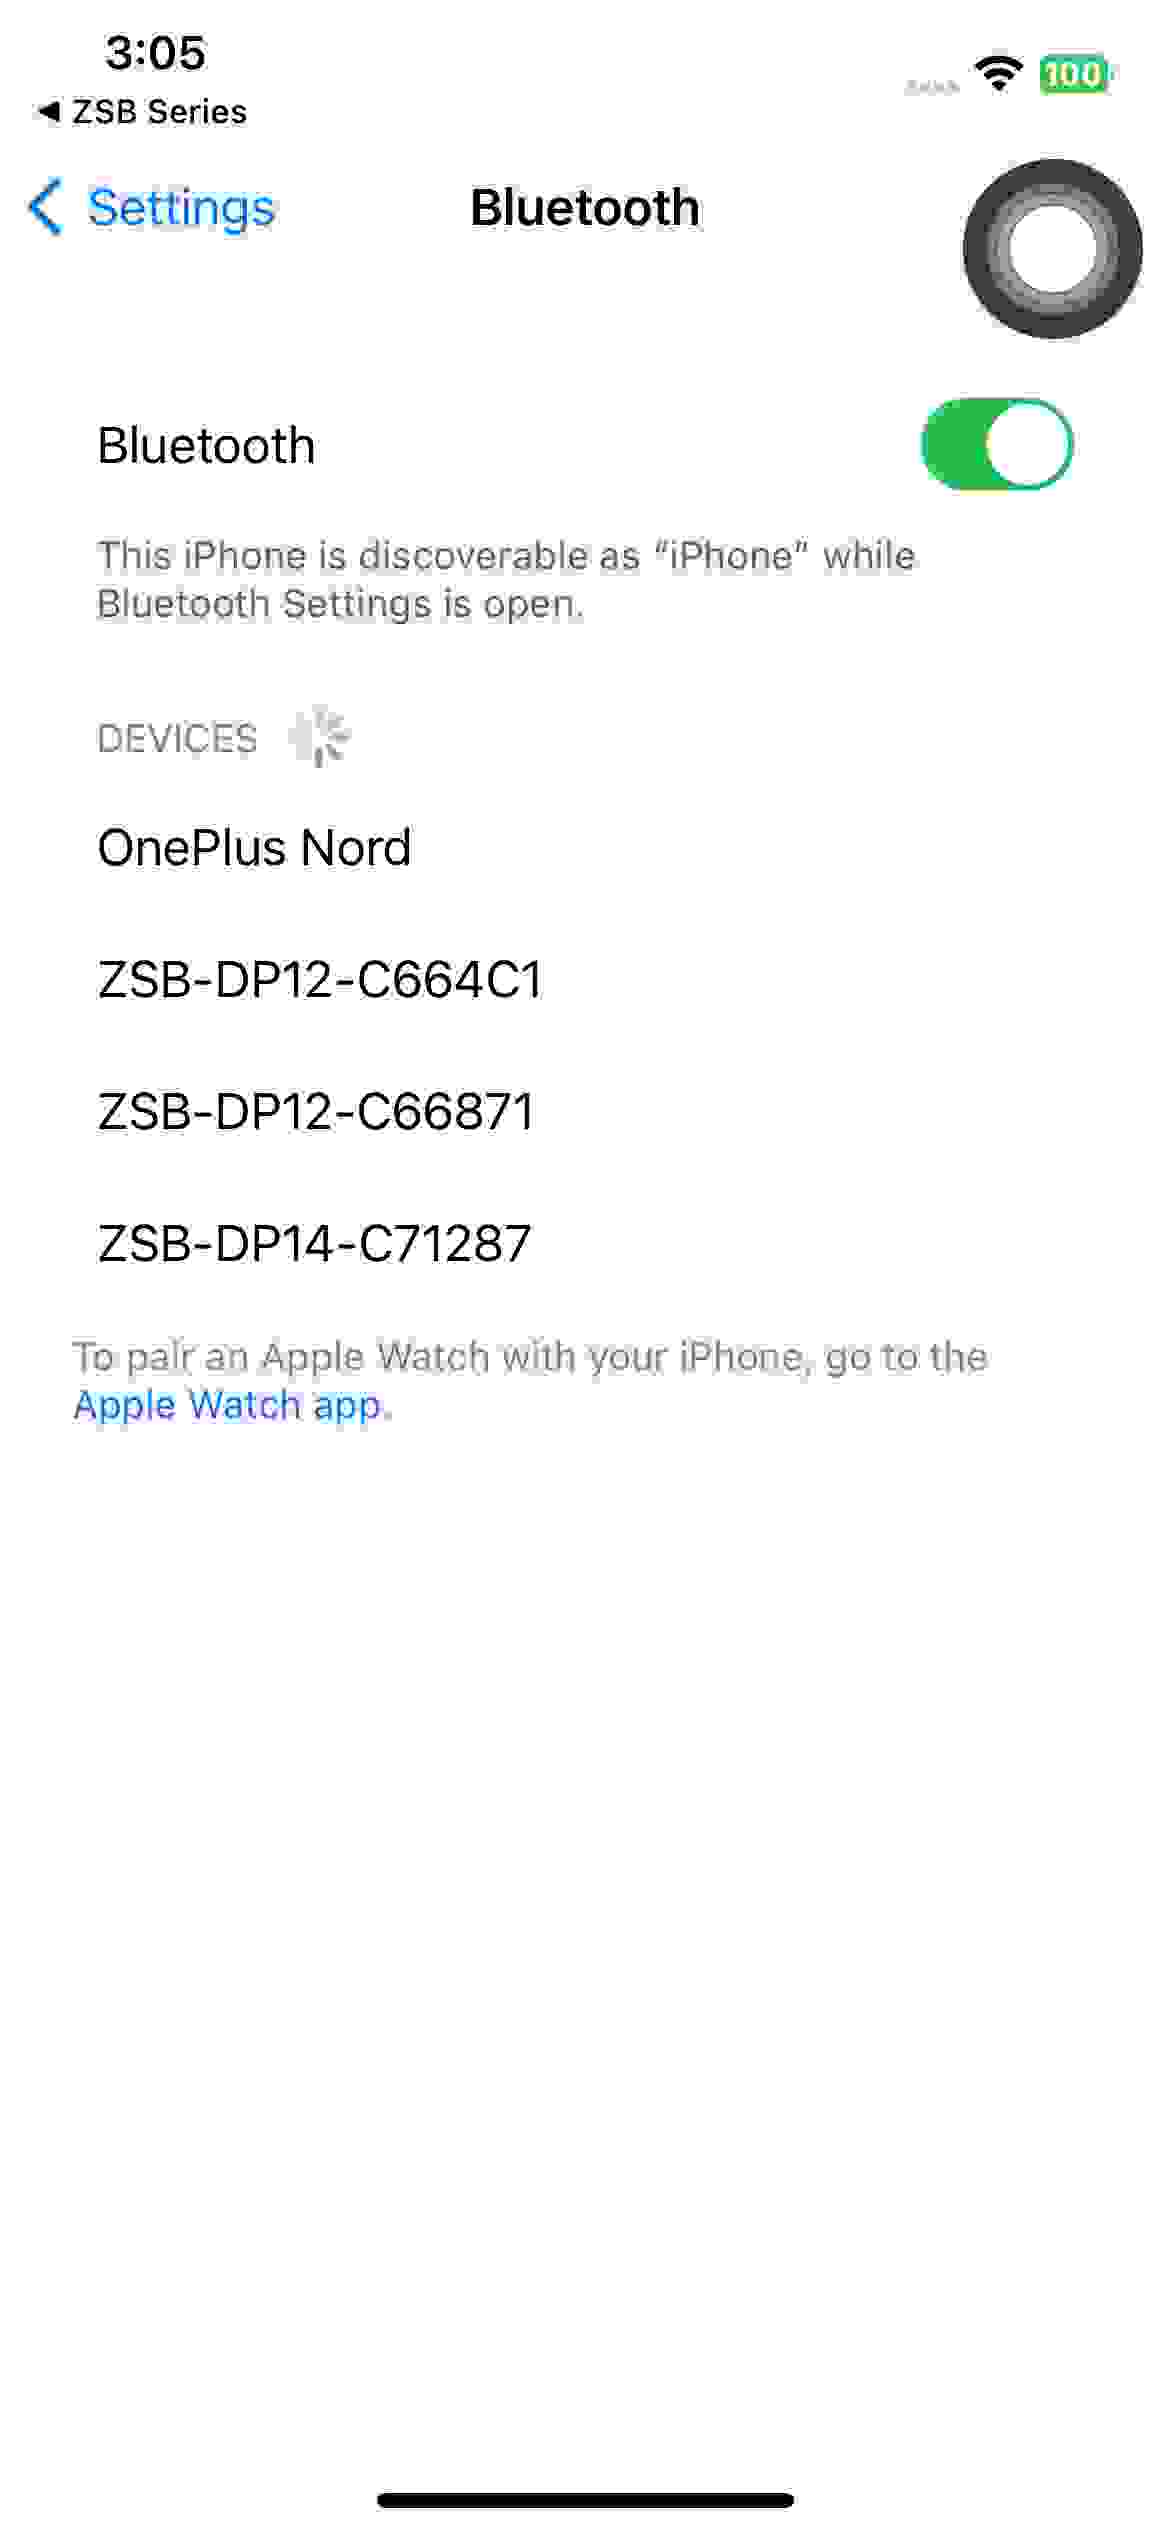 3:05
100
◀ ZSB Series
Settings
Bluetooth
Bluetooth
This iPhone is discoverable as “iPhone” while
Bluetooth Settings is open.
DEVICES
OnePlus Nord
ZSB-DP12-C664C1
ZSB-DP12-C66871
ZSB-DP14-C71287
To pair an Apple Watch with your iPhone, go to the
Apple Watch app.